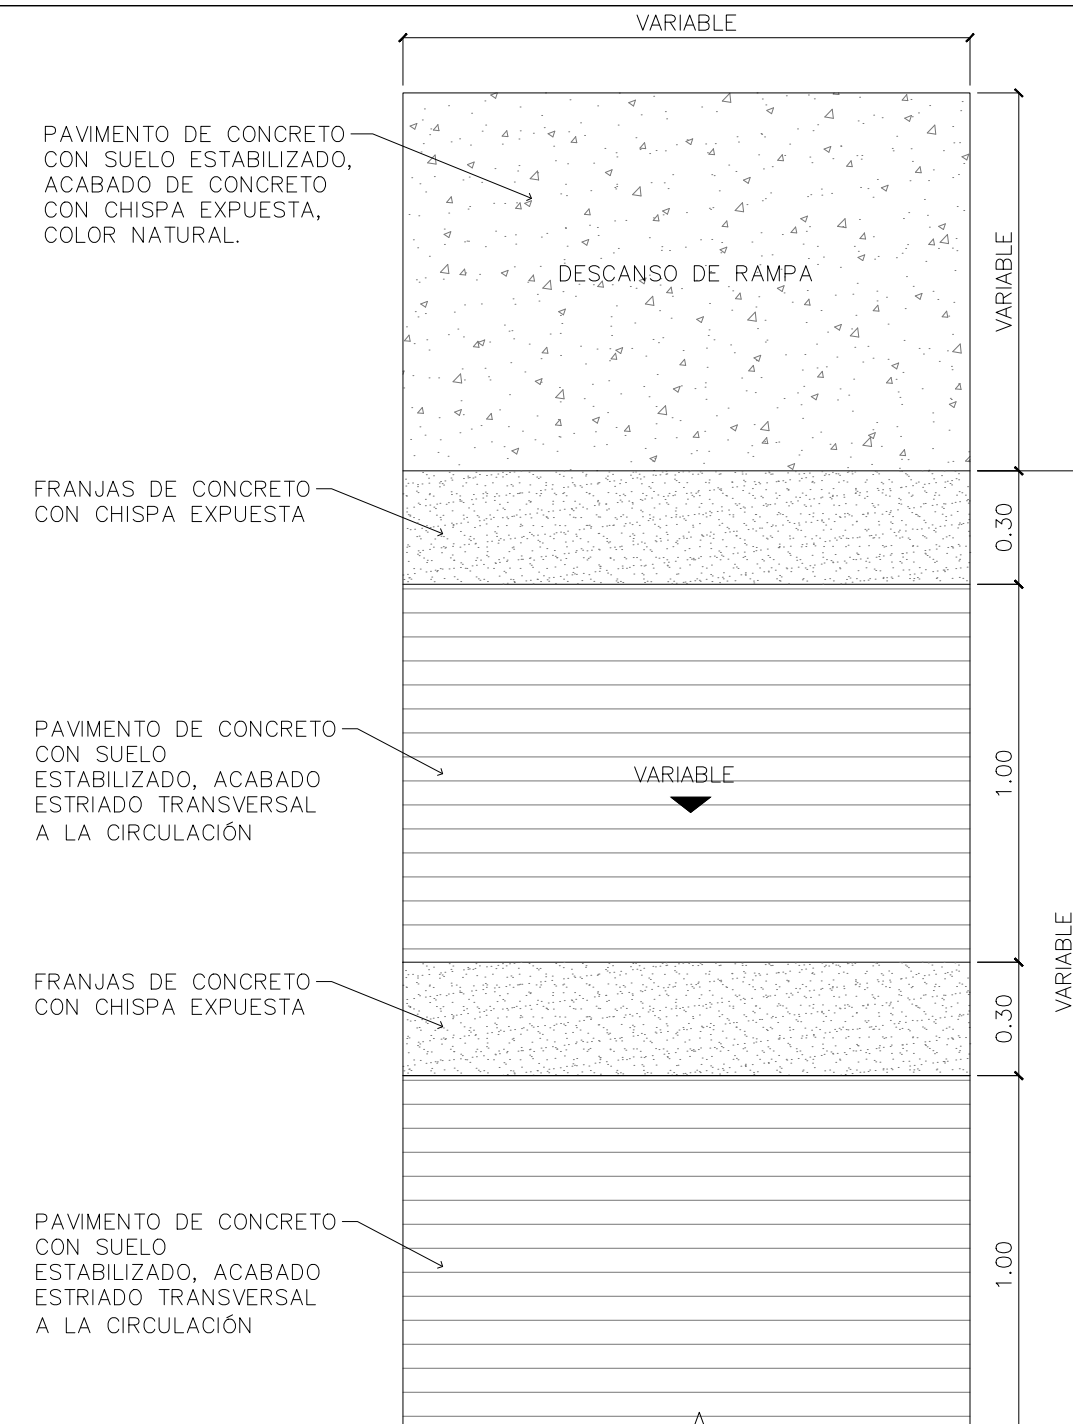 VARIABLE
PAVIMENTO DE CONCRETO
CON SUELO ESTABILIZADO,
ACABADO DE CONCRETO
CON CHISPA EXPUESTA,
COLOR NATURAL.
DESCANSO DE RAMPA
VARIABLE
FRANJAS DE CONCRETO
CON CHISPA EXPUESTA
0.30
PAVIMENTO DE CONCRETO
CON SUELO
ESTABILIZADO, ACABADO
ESTRIADO TRANSVERSAL
A LA CIRCULACIÓN
VARIABLE
1.00
VARIABLE
FRANJAS DE CONCRETO
CON CHISPA EXPUESTA
0.30
PAVIMENTO DE CONCRETO
CON SUELO
ESTABILIZADO, ACABADO
ESTRIADO TRANSVERSAL
A LA CIRCULACIÓN
1.00